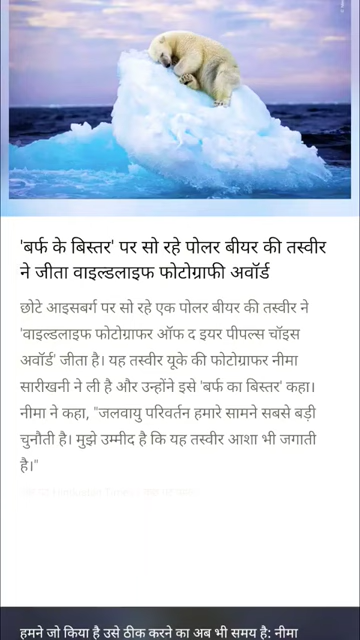 'बर्फ के बिस्तर' पर सो रहे पोलर बीयर की तस्वीर
ने जीता वाइल्डलाइफ फोटोग्राफी अवॉर्ड
छोटे आइसबर्ग पर सो रहे एक पोलर बीयर की तस्वीर ने
'वाइल्डलाइफ फोटोग्राफर ऑफ द इयर पीपल्स चॉइस
अवॉर्ड' जीता है। यह तस्वीर यूके की फोटोग्राफर नीमा
सारीखनी ने ली है और उन्होंने इसे 'बर्फ का बिस्तर' कहा।
नीमा ने कहा, "जलवायु परिवर्तन हमारे सामने सबसे बड़ी
चुनौती है। मुझे उम्मीद है कि यह तस्वीर आशा भी जगाती
है।"
हमने जो किया है उसे ठीक करने का अब भी समय है: नीमा